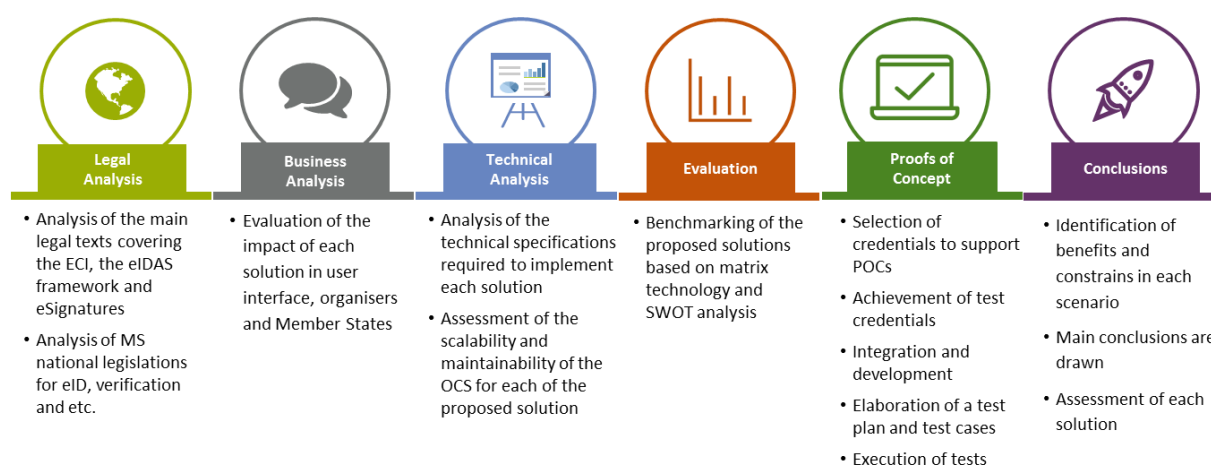 Legal
Analysis
• Analysis of the main
legal texts covering
the ECI, the eIDAS
framework and
eSignatures
• Analysis of MS
national legislations
for eID, verification
and etc.
Business
Analysis
• Evaluation of the
impact of each
solution in user
interface, organisers
and Member States
Technical
Analysis
• Analysis of the
technical specifications
required to implement
each solution
• Assessment of the
scalability and
maintainability of the
OCS for each of the
proposed solution
Evaluation
• Benchmarking of the
proposed solutions
based on matrix
technology and
SWOT analysis
Proofs of
Concept
• Selection of
credentials to support
POCs
• Achievement of test
credentials
• Integration and
development
• Elaboration of a test
plan and test cases
• Execution of tests
Conclusions
• Identification of
benefits and
constrains in each
scenario
• Main conclusions are
drawn
• Assessment of each
solution